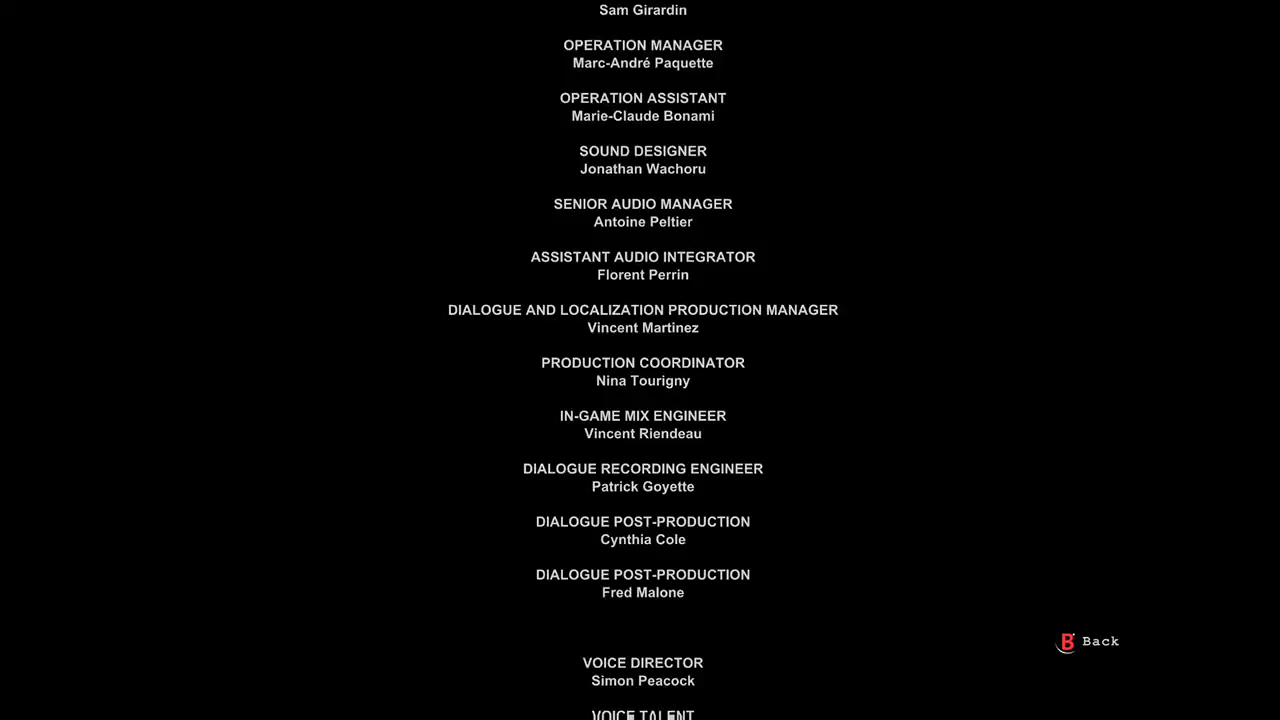 Sam Girardin
OPERATION MANAGER
Marc-André Paquette
OPERATION ASSISTANT
Marie-Claude Bonami
SOUND DESIGNER
Jonathan Wachoru
SENIOR AUDIO MANAGER
Antoine Peltier
ASSISTANT AUDIO INTEGRATOR
Florent Perrin
DIALOGUE AND LOCALIZATION PRODUCTION MANAGER
Vincent Martinez
PRODUCTION COORDINATOR
Nina Tourigny
IN-GAME MIX ENGINEER
Vincent Riendeau
DIALOGUE RECORDING ENGINEER
Patrick Goyette
DIALOGUE POST-PRODUCTION
Cynthia Cole
DIALOGUE POST-PRODUCTION
Fred Malone
B Back
VOICE DIRECTOR
Simon Peacock
VOICE TALENT